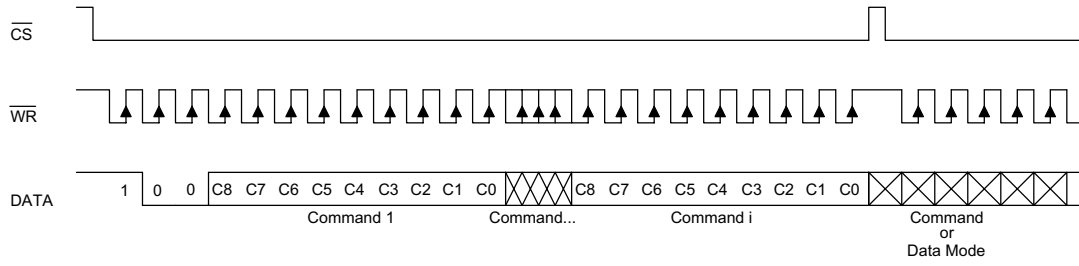 CS
WR
DATA 1 0 0 C8 C7 C6 C5 C4 C3 C2 C1 C0 C8 C7 C6 C5 C4 C3 C2 C1 C0
Command 1 Command... Command i Command
or
Data Mode